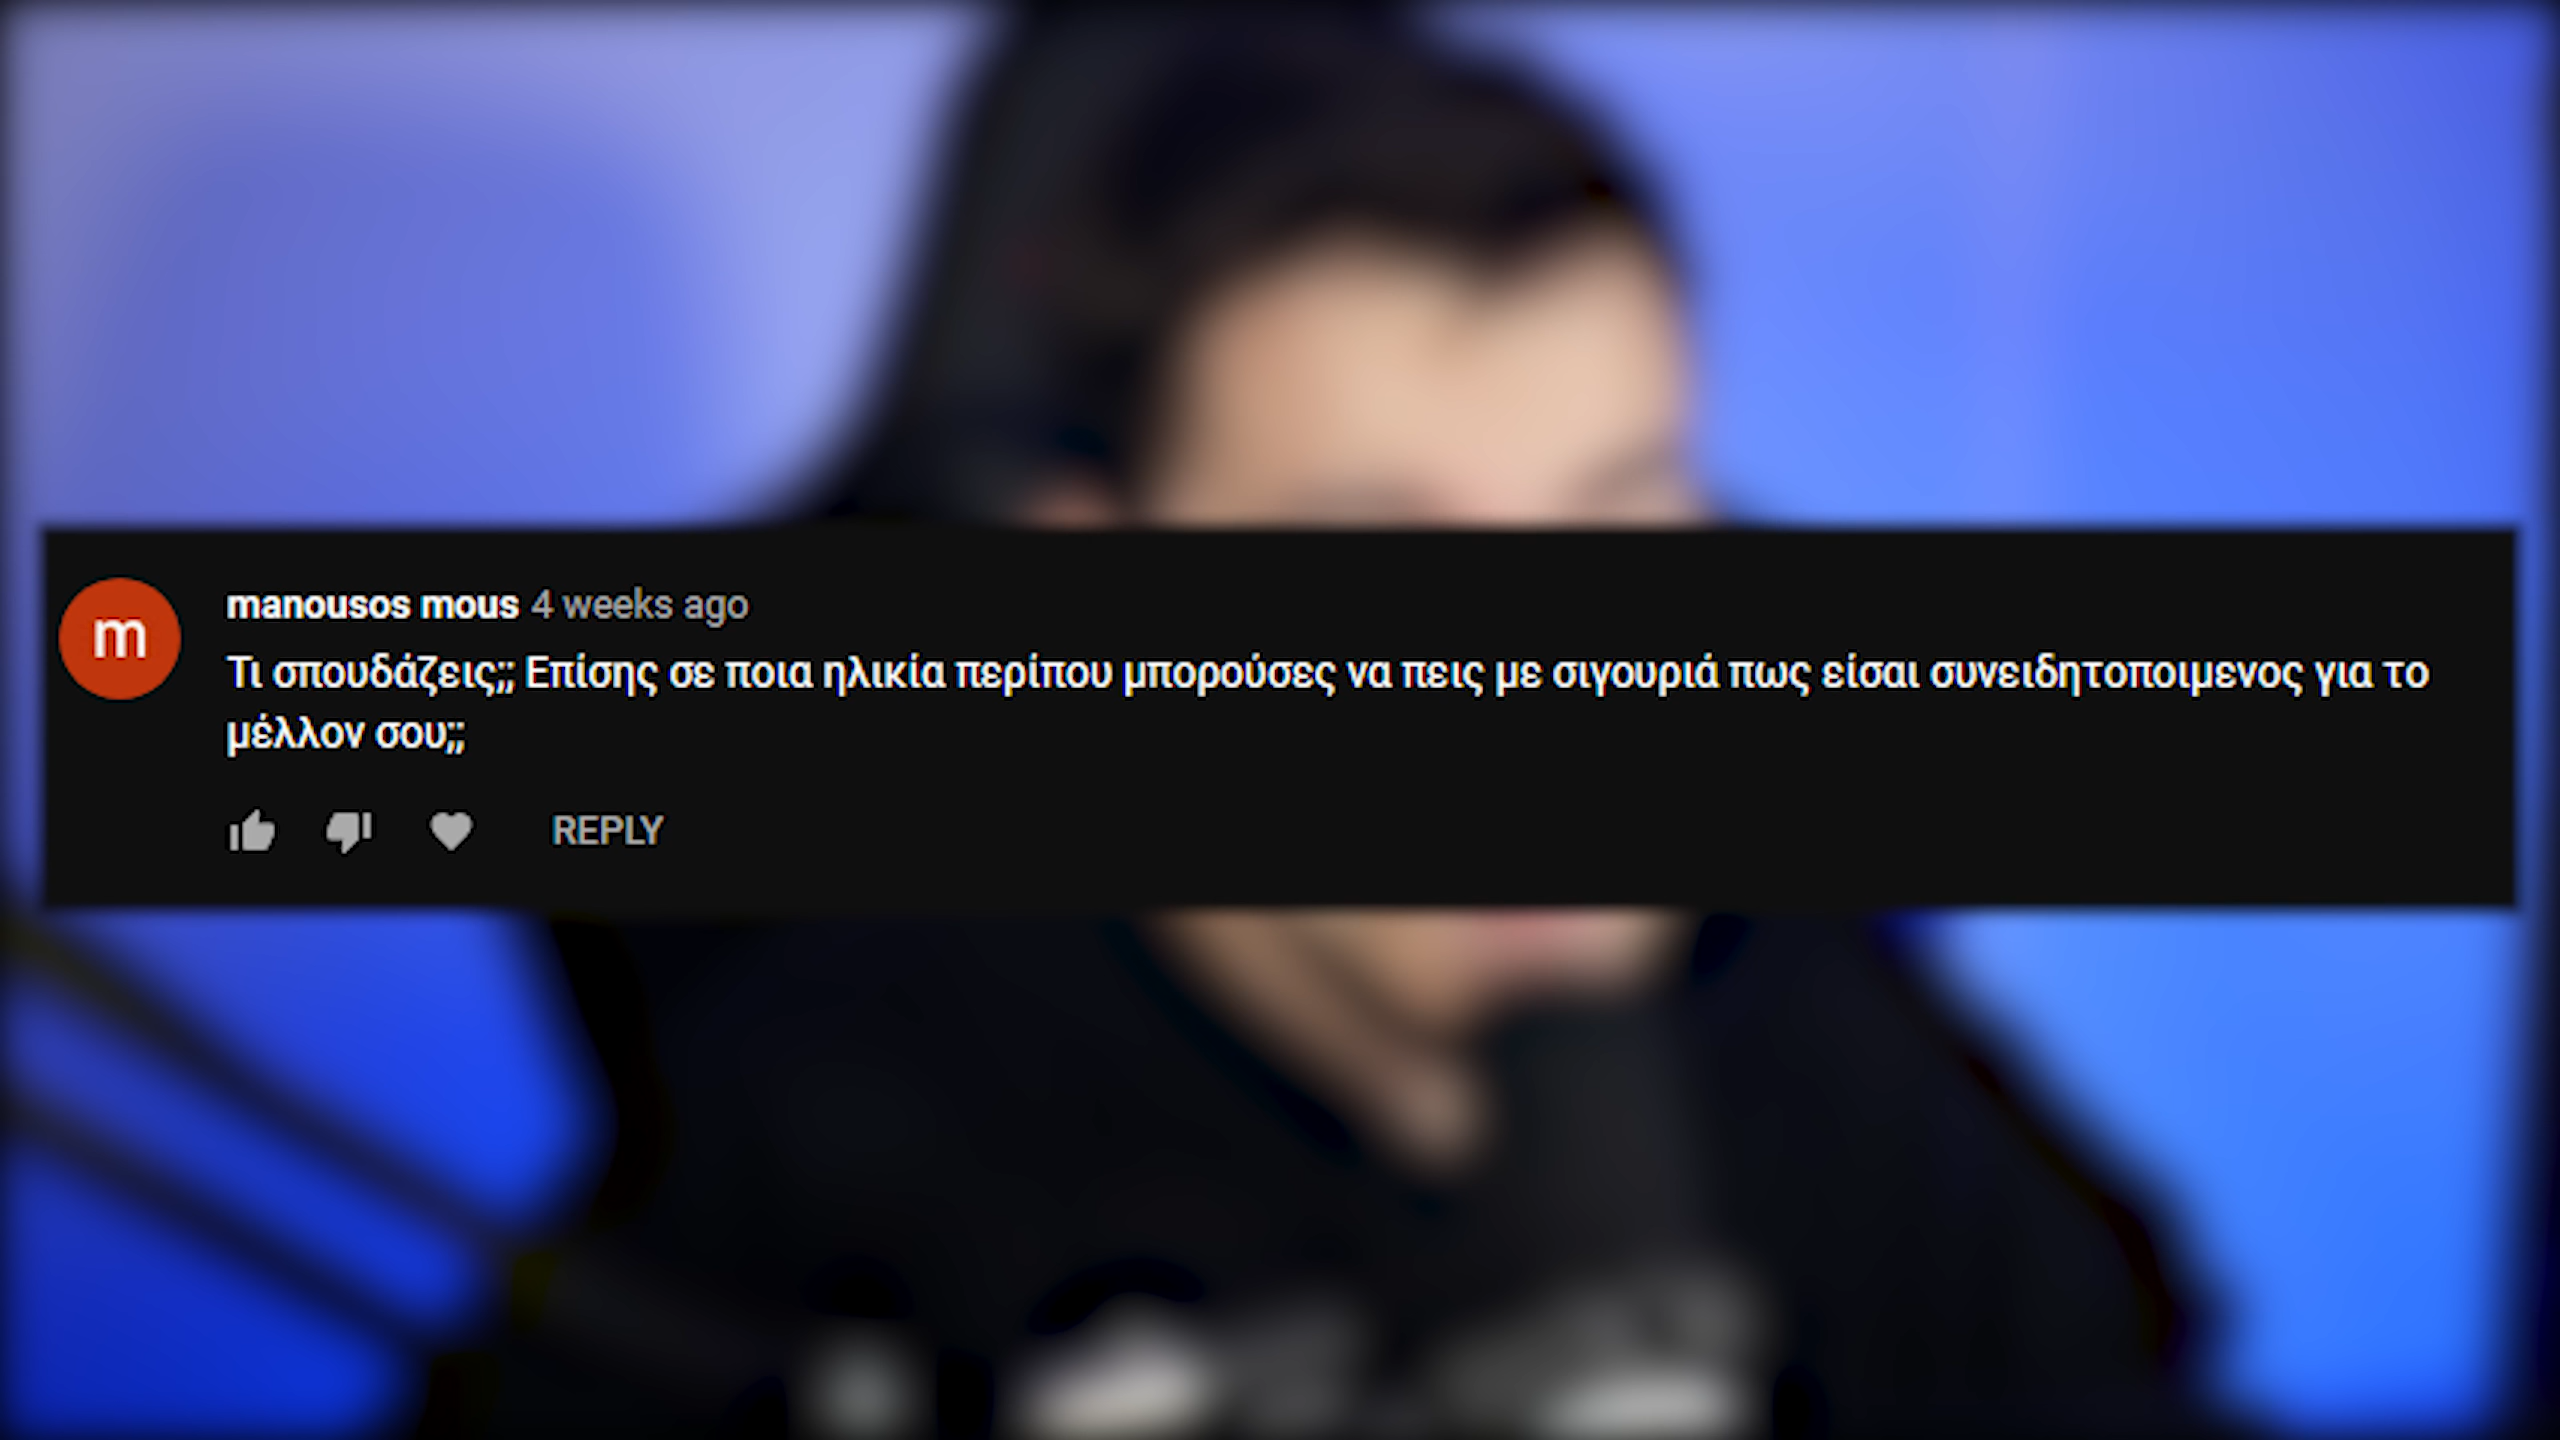 m
manousos mous 4 weeks ago
Τι σπουδάζεις;; Επίσης σε ποια ηλικία περίπου μπορούσες να πεις με σιγουριά πως είσαι συνειδητοποιμενος για το
μέλλον σου;;
REPLY